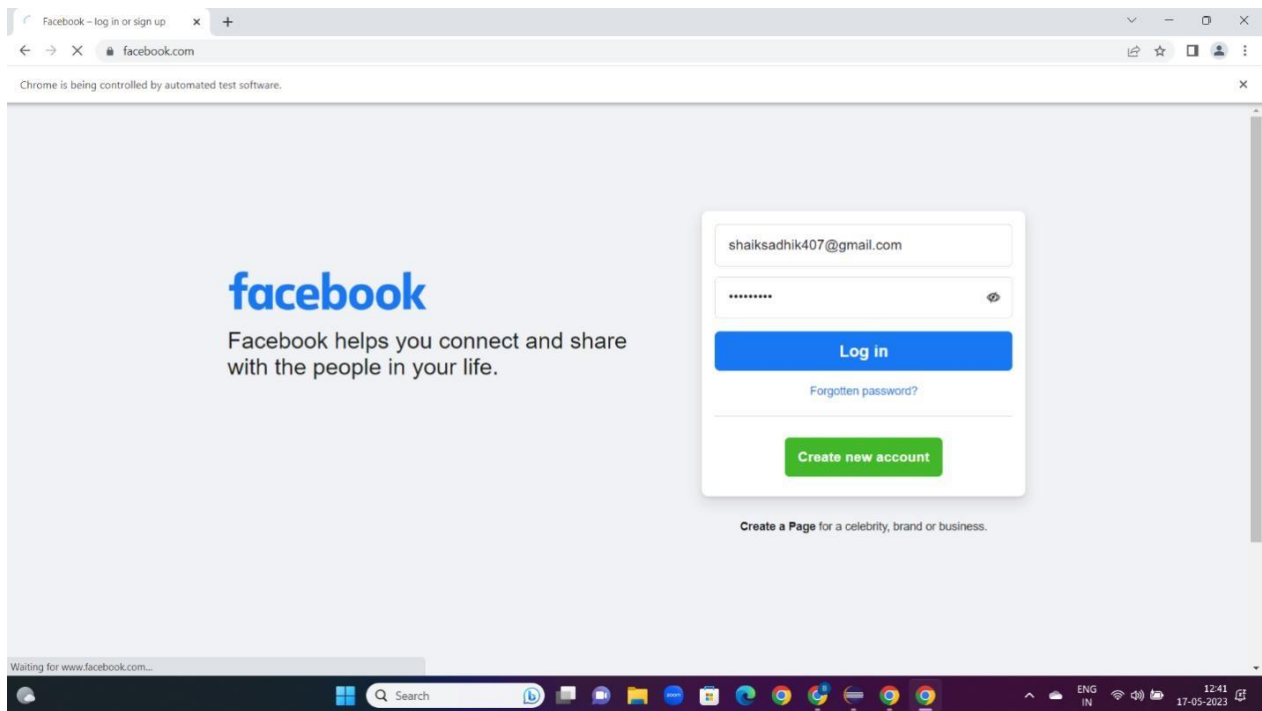 Facebook – log in or sign up
facebook.com
Chrome is being controlled by automated test software.
shaiksadhik407@gmail.com
facebook
•••••••••
Facebook helps you connect and share
with the people in your life.
Log in
Forgotten password?
Create new account
Create a Page for a celebrity, brand or business.
Waiting for www.facebook.com...
Search
zoom
ENG
IN
12:41
17-05-2023